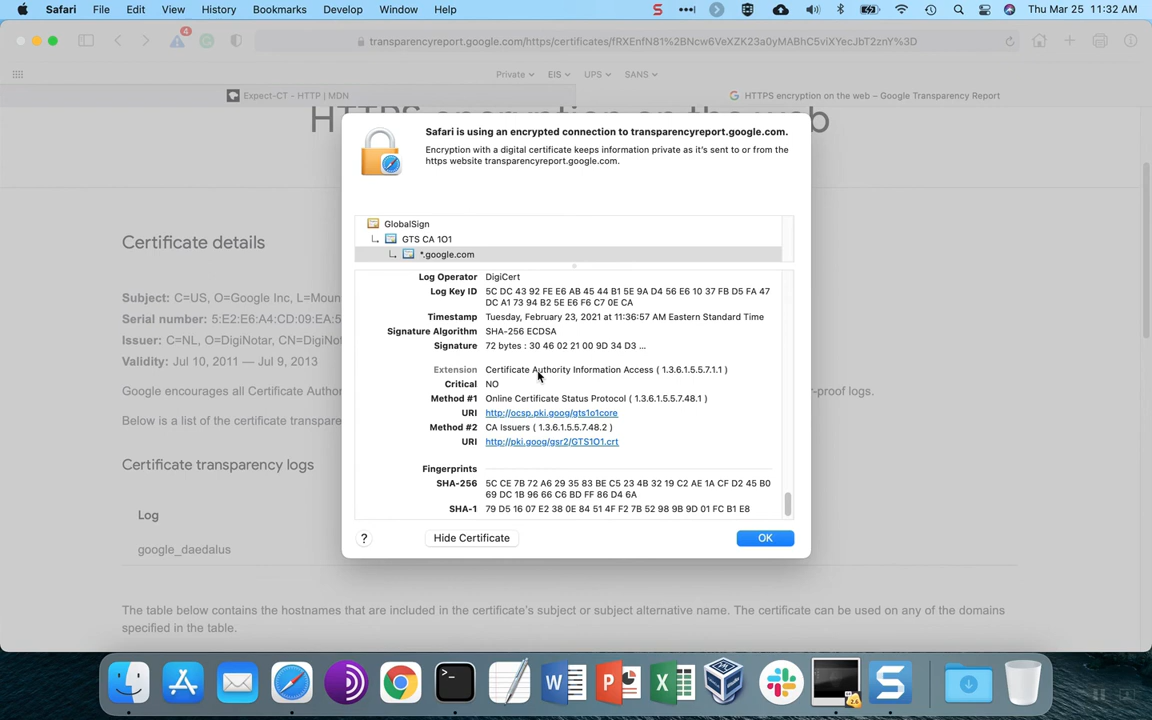 Safari File Edit View History Bookmarks Develop Window Help Thu Mar 25 11:32 AM
4 transparencyreport.google.com/https/certificates/fRXEnfN81%2BNcw6VeXZK23a0yMABhC5viXYecJbT2znY%3D
Private EIS UPS SANS
Expect-CT - HTTP | MDN HTTPS encryption on the web – Google Transparency Report
HTTPS encryption on the web
Safari is using an encrypted connection to transparencyreport.google.com.
Encryption with a digital certificate keeps information private as it's sent to or from the
https website transparencyreport.google.com.
GlobalSign
GTS CA 1O1
*.google.com
Certificate details
Subject: C=US, O=Google Inc, L=Moun
Serial number: 5:E2:E6:A4:CD:09:EA:5
Issuer: C=NL, O=DigiNotar, CN=DigiNot
Validity: Jul 10, 2011 — Jul 9, 2013
Google encourages all Certificate Author -proof logs.
Below is a list of the certificate transpare
Certificate transparency logs
Log
google_daedalus
Log Operator DigiCert
Log Key ID 5C DC 43 92 FE E6 AB 45 44 B1 5E 9A D4 56 E6 10 37 FB D5 FA 47
DC A1 73 94 B2 5E E6 F6 C7 0E CA
Timestamp Tuesday, February 23, 2021 at 11:36:57 AM Eastern Standard Time
Signature Algorithm SHA-256 ECDSA
Signature 72 bytes : 30 46 02 21 00 9D 34 D3 ...
Extension Certificate Authority Information Access ( 1.3.6.1.5.5.7.1.1 )
Critical NO
Method #1 Online Certificate Status Protocol ( 1.3.6.1.5.5.7.48.1 )
URI http://ocsp.pki.goog/gts1o1core
Method #2 CA Issuers ( 1.3.6.1.5.5.7.48.2 )
URI http://pki.goog/gsr2/GTS1O1.crt
Fingerprints
SHA-256 5C CE 7B 72 A6 29 35 83 BE C5 23 4B 32 19 C2 AE 1A CF D2 45 B0
69 DC 1B 96 66 C6 BD FF 86 D4 6A
SHA-1 79 D5 16 07 E2 38 0E 84 51 4F F2 7B 52 98 9B 9D 01 FC B1 E8
? Hide Certificate OK
The table below contains the hostnames that are included in the certificate's subject or subject alternative name. The certificate can be used on any of the domains
specified in the table.